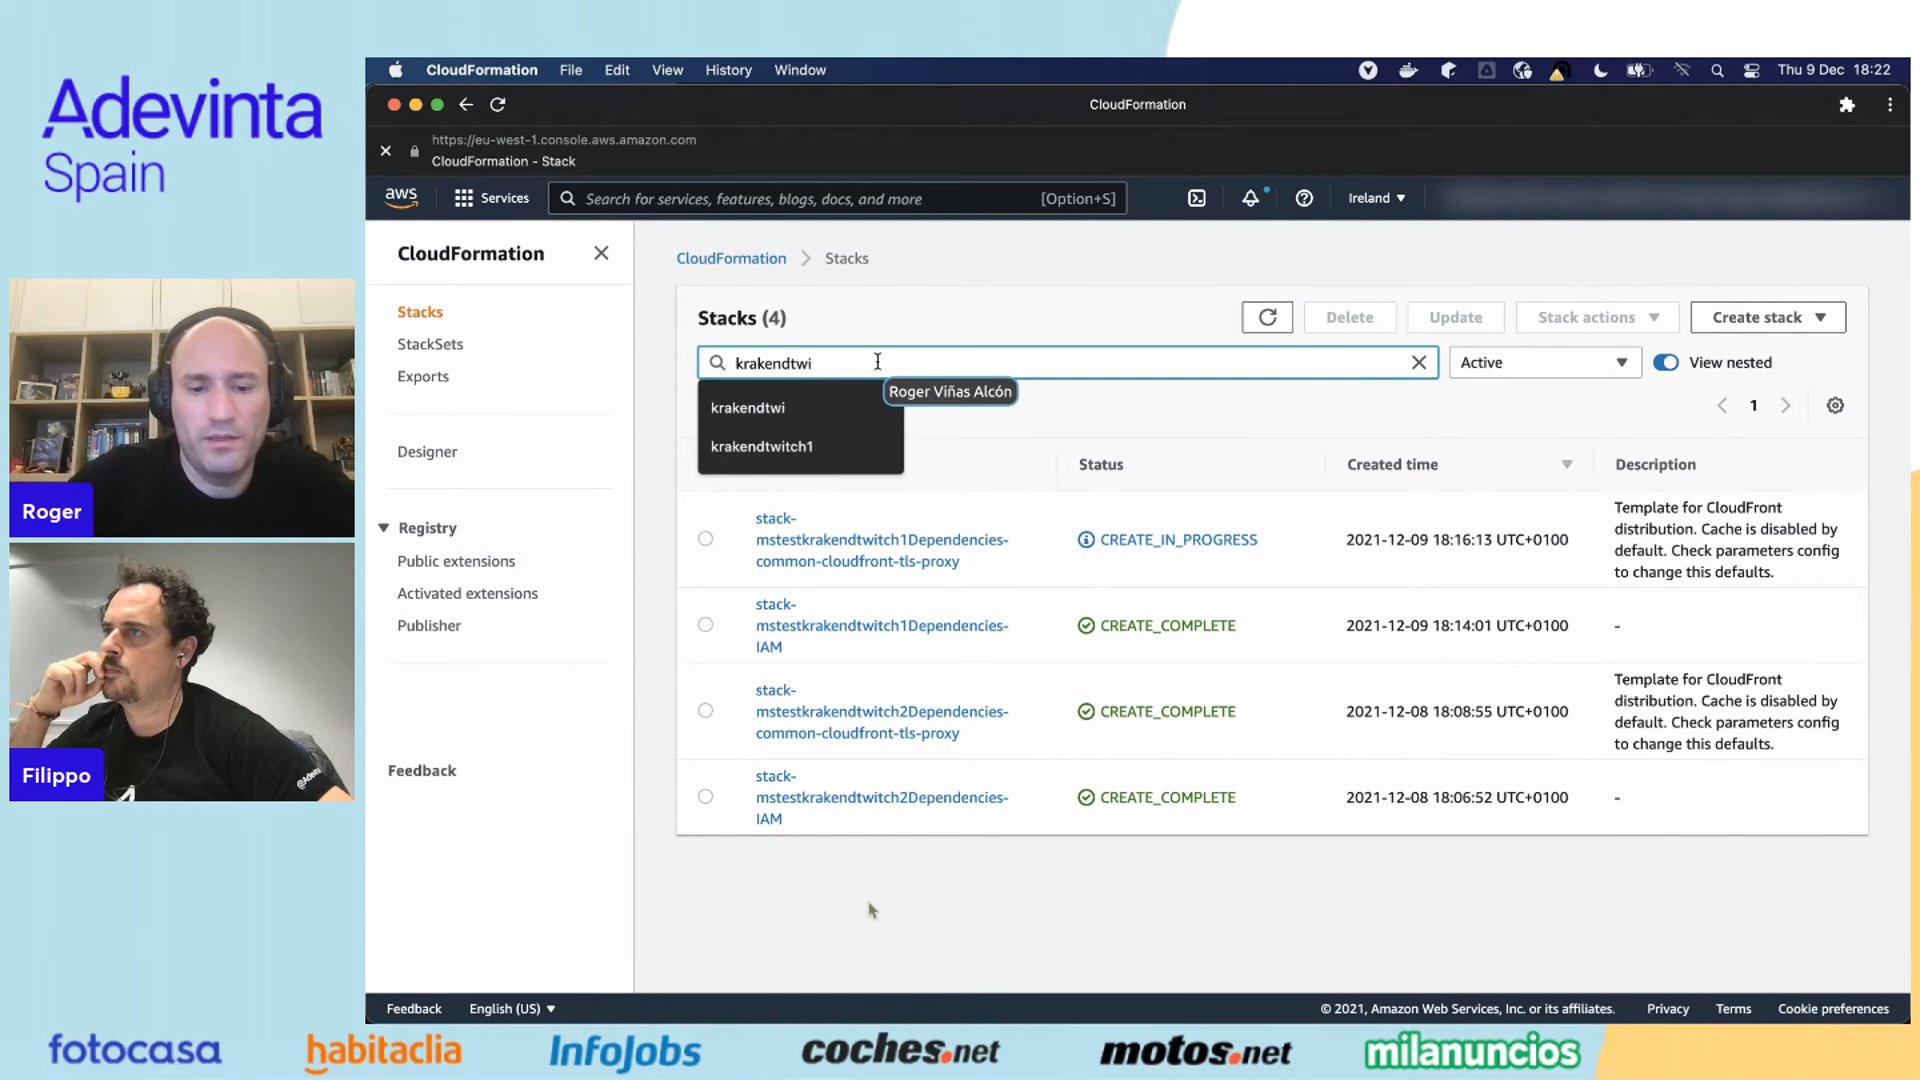 Adevinta
Spain
CloudFormation File Edit View History Window
Thu 9 Dec 18:22
CloudFormation
https://eu-west-1.console.aws.amazon.com
CloudFormation - Stack
aws
Services
Search for services, features, blogs, docs, and more
[Option+S]
Ireland
CloudFormation
Stacks
StackSets
Exports
Designer
Registry
Public extensions
Activated extensions
Publisher
Feedback
CloudFormation > Stacks
Stacks (4)
Delete
Update
Stack actions
Create stack
krakendtwi
Active
View nested
Roger Viñas Alcón
krakendtwi
krakendtwitch1
1
Status
Created time
Description
stack-
mstestkrakendtwitch1Dependencies-
common-cloudfront-tls-proxy
CREATE_IN_PROGRESS
2021-12-09 18:16:13 UTC+0100
Template for CloudFront
distribution. Cache is disabled by
default. Check parameters config
to change this defaults.
stack-
mstestkrakendtwitch1Dependencies-
IAM
CREATE_COMPLETE
2021-12-09 18:14:01 UTC+0100
-
stack-
mstestkrakendtwitch2Dependencies-
common-cloudfront-tls-proxy
CREATE_COMPLETE
2021-12-08 18:08:55 UTC+0100
Template for CloudFront
distribution. Cache is disabled by
default. Check parameters config
to change this defaults.
stack-
mstestkrakendtwitch2Dependencies-
IAM
CREATE_COMPLETE
2021-12-08 18:06:52 UTC+0100
-
Roger
@Adevinta
Filippo
Feedback
English (US)
© 2021, Amazon Web Services, Inc. or its affiliates.
Privacy
Terms
Cookie preferences
fotocasa
habitaclia
InfoJobs
coches.net
motos.net
milanuncios